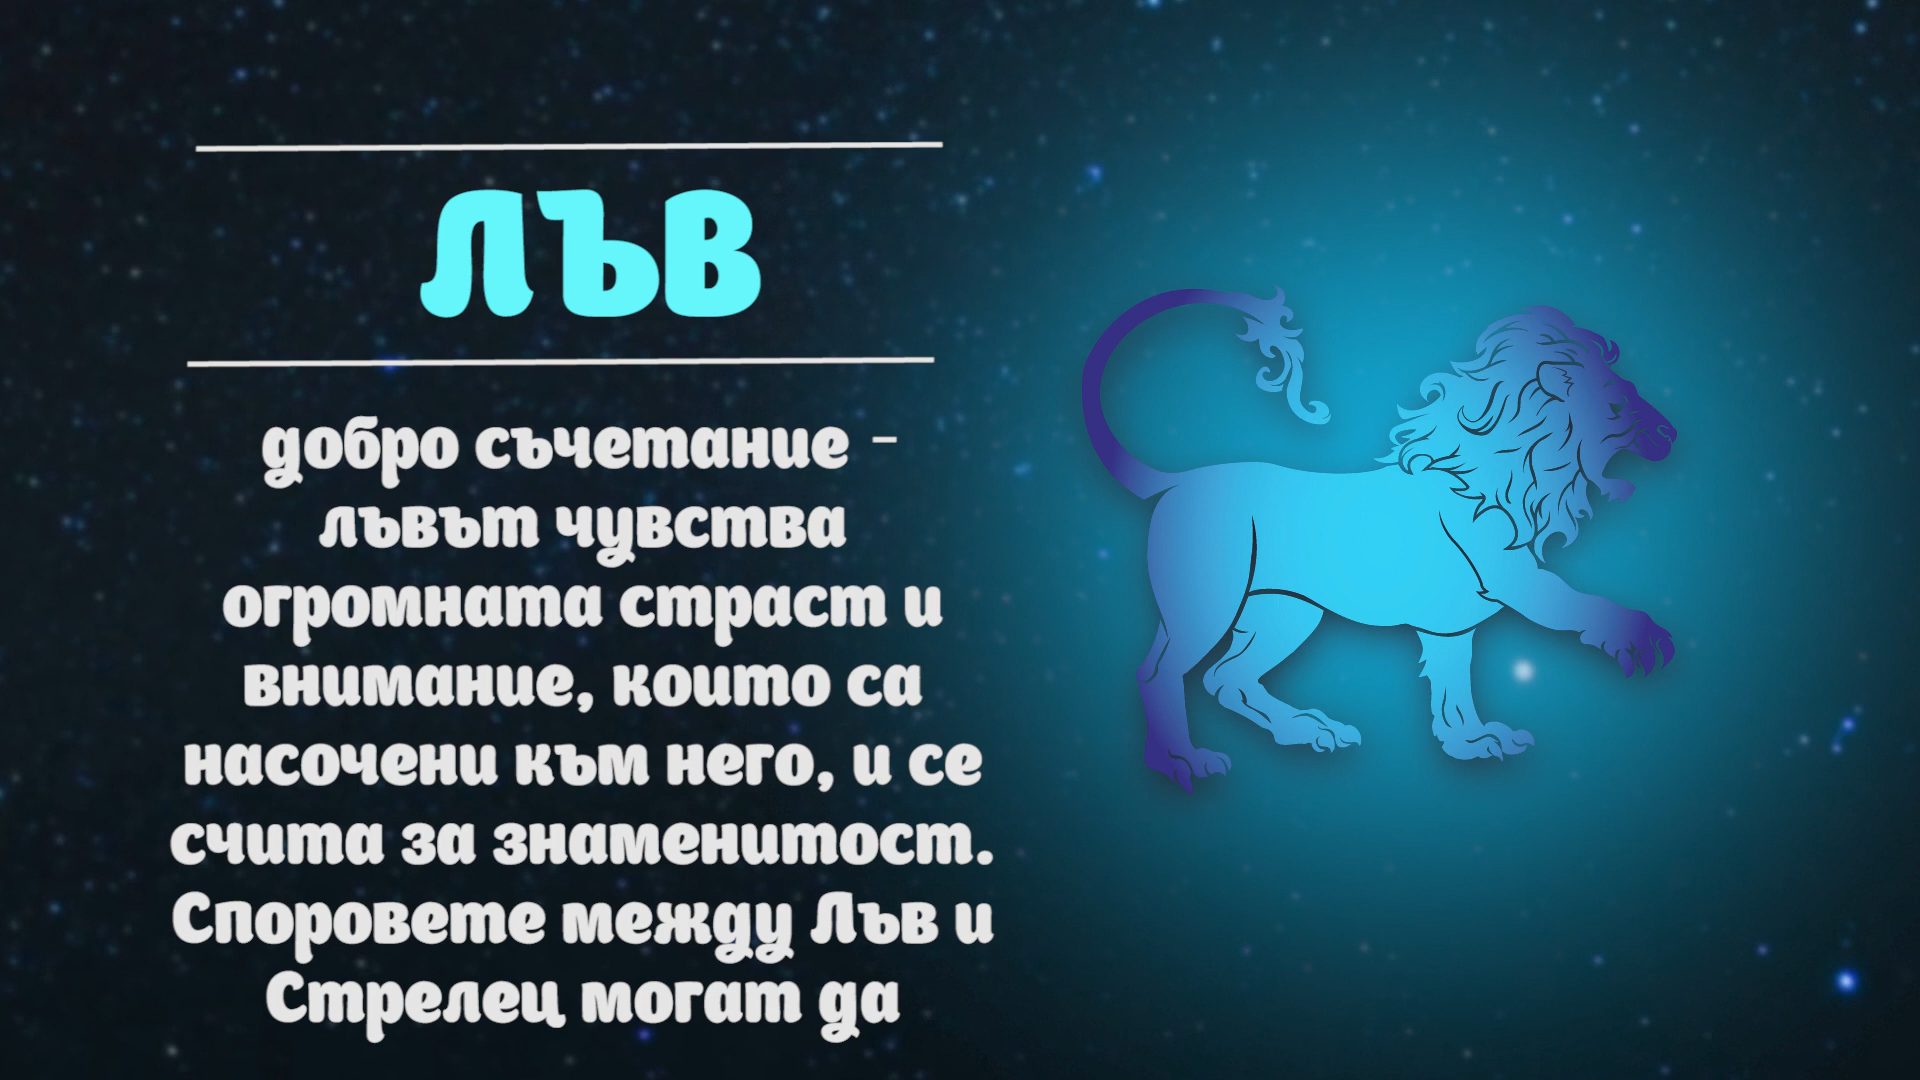 ЛЪВ
добро съчетание -
лъвът чувства
огромната страст и
внимание, които са
насочени към него, и се
счита за знаменитост.
Споровете между Лъв и
Стрелец могат да